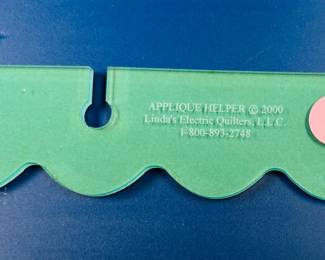 APPLIQUE HELPER © 2000
Linda's Electric Quilters, L.L.C.
1-800-893-2748